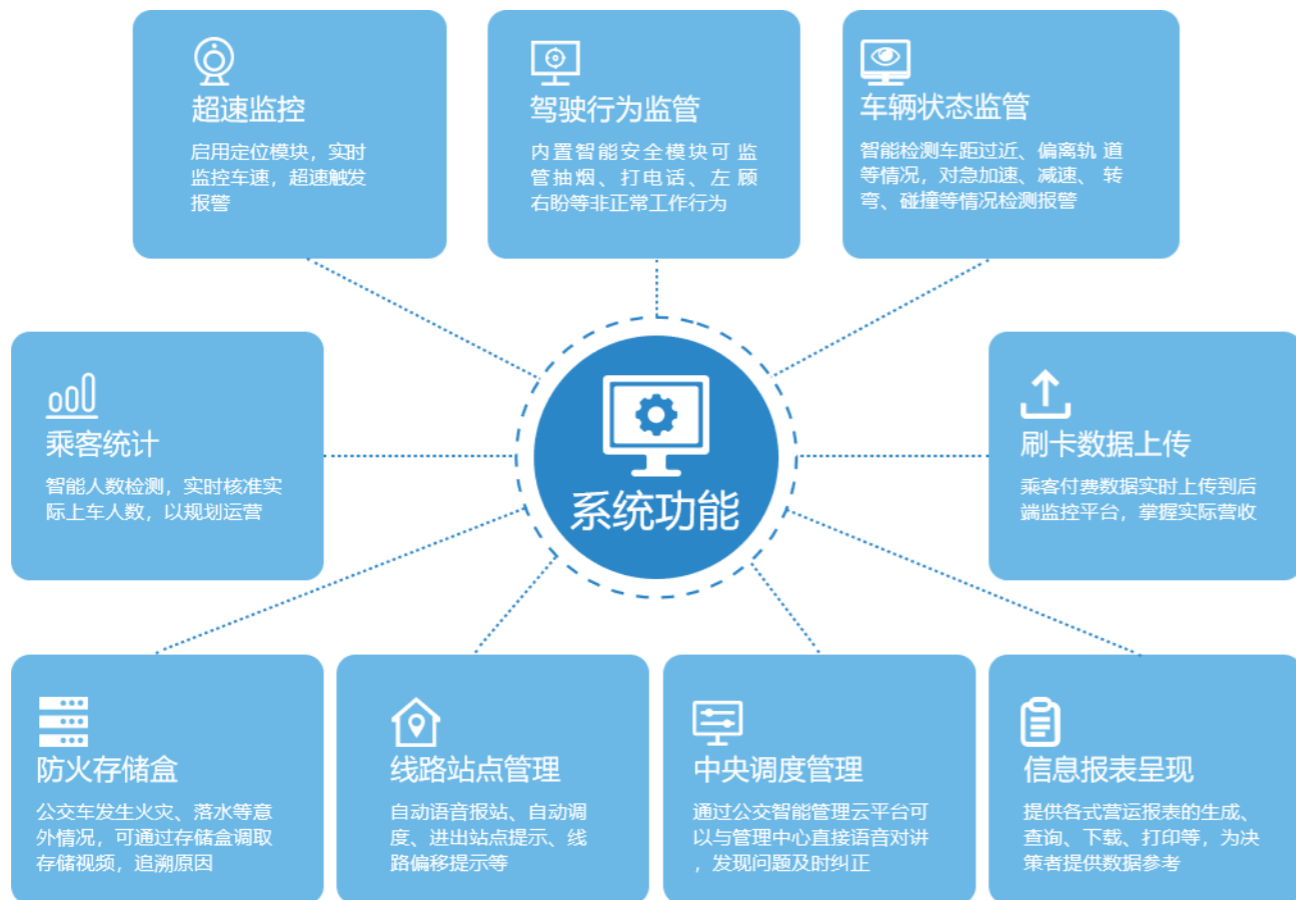 超速监控
启用定位模块，实时
监控车速，超速触发
报警
驾驶行为监管
内置智能安全模块可 监
管抽烟、打电话、左 顾
右盼等非正常工作行为
车辆状态监管
智能检测车距过近、偏离轨 道
等情况，对急加速、减速、 转
弯、碰撞等情况检测报警
乘客统计
智能人数检测，实时核准实
际上车人数，以规划运营
系统功能
刷卡数据上传
乘客付费数据实时上传到后
端监控平台，掌握实际营收
防火存储盒
公交车发生火灾、落水等意
外情况，可通过存储盒调取
存储视频，追溯原因
线路站点管理
自动语音报站、自动调
度、进出站点提示、线
路偏移提示等
中央调度管理
通过公交智能管理云平台可
以与管理中心直接语音对讲
，发现问题及时纠正
信息报表呈现
提供各式营运报表的生成、
查询、下载、打印等，为决
策者提供数据参考